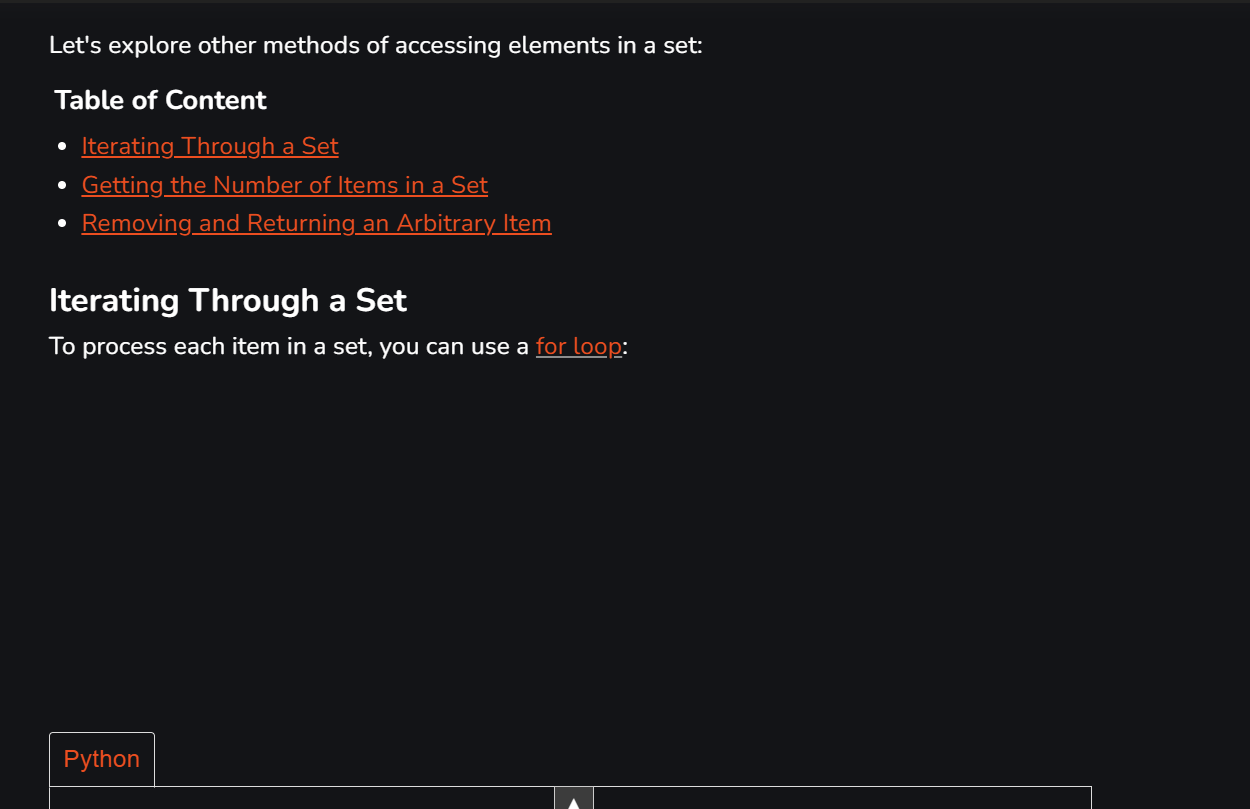 Let's explore other methods of accessing elements in a set:
Table of Content
Iterating Through a Set
Getting the Number of Items in a Set
Removing and Returning an Arbitrary Item
Iterating Through a Set
To process each item in a set, you can use a for loop:
Python